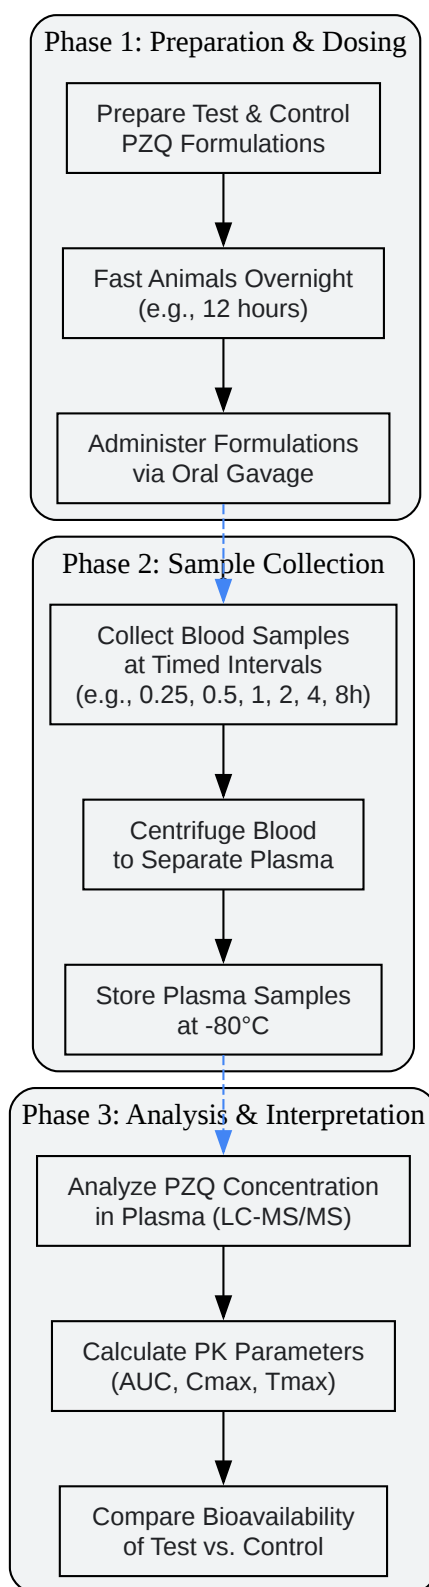 Phase 1: Preparation & Dosing
Prepare Test & Control
PZQ Formulations
Fast Animals Overnight
(e.g., 12 hours)
Administer Formulations
via Oral Gavage
Phase 2: Sample Collection
Collect Blood Samples
at Timed Intervals
(e.g., 0.25, 0.5, 1, 2, 4, 8h)
Centrifuge Blood
to Separate Plasma
Store Plasma Samples
at -80°C
Phase 3: Analysis & Interpretation
Analyze PZQ Concentration
in Plasma (LC-MS/MS)
Calculate PK Parameters
(AUC, Cmax, Tmax)
Compare Bioavailability
of Test vs. Control